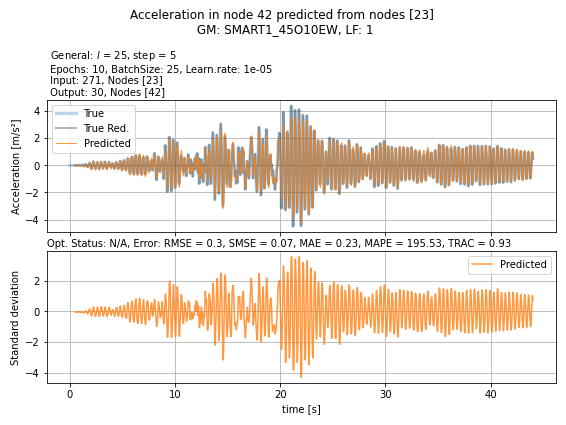 Acceleration in node 42 predicted from nodes [23]
GM: SMART1_45O10EW, LF: 1
General: l = 25, step = 5
Epochs: 10, BatchSize: 25, Learn.rate: 1e-05
Input: 271, Nodes [23]
Output: 30, Nodes [42]
Acceleration [m/s²]
4
2
0
−2
−4
True
True Red.
Predicted
Opt. Status: N/A, Error: RMSE = 0.3, SMSE = 0.07, MAE = 0.23, MAPE = 195.53, TRAC = 0.93
Standard deviation
2
0
−2
−4
Predicted
0 10 20 30 40
time [s]